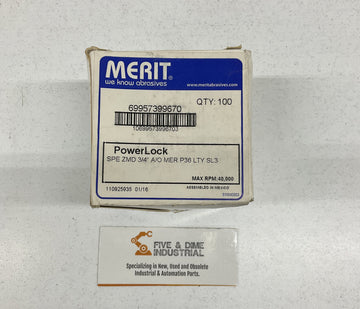 MERIT®
we know abrasives.
www.meritabrasives.com
69957399670
QTY: 100
10699573996703
PowerLock
SPE ZMD 3/4" A/O MER P36 LTY SL3
MAX RPM:40,000
110925935 01/16
ASSEMBLED IN MEXICO
FIVE & DIME
INDUSTRIAL
Specializing in New, Used and Obsolete
Industrial & Automation Parts.